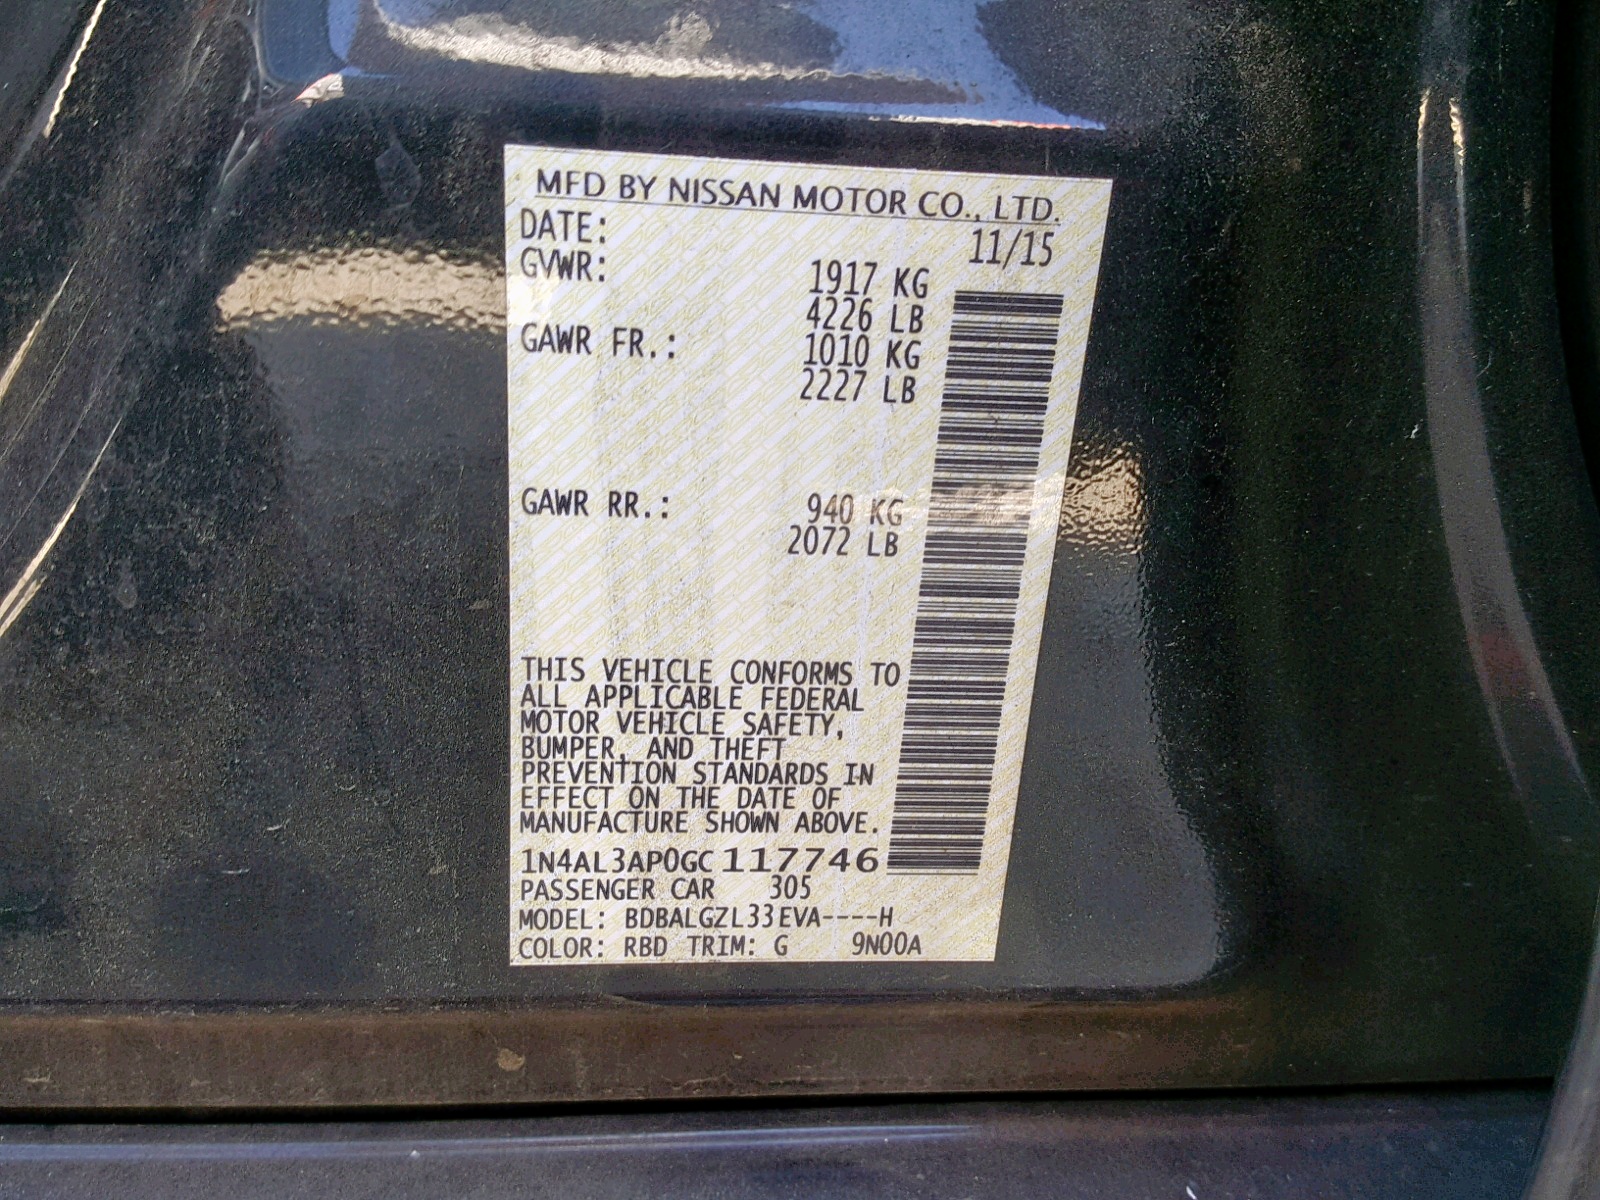 MFD BY NISSAN MOTOR CO., LTD.
DATE: 11/15
GVWR: 1917 KG
4226 LB
GAWR FR.: 1010 KG
2227 LB
GAWR RR.: 940 KG
2072 LB
THIS VEHICLE CONFORMS TO
ALL APPLICABLE FEDERAL
MOTOR VEHICLE SAFETY,
BUMPER, AND THEFT
PREVENTION STANDARDS IN
EFFECT ON THE DATE OF
MANUFACTURE SHOWN ABOVE.
1N4AL3AP0GC117746
PASSENGER CAR 305
MODEL: BDBALGZL33EVA----H
COLOR: RBD TRIM: G 9N00A